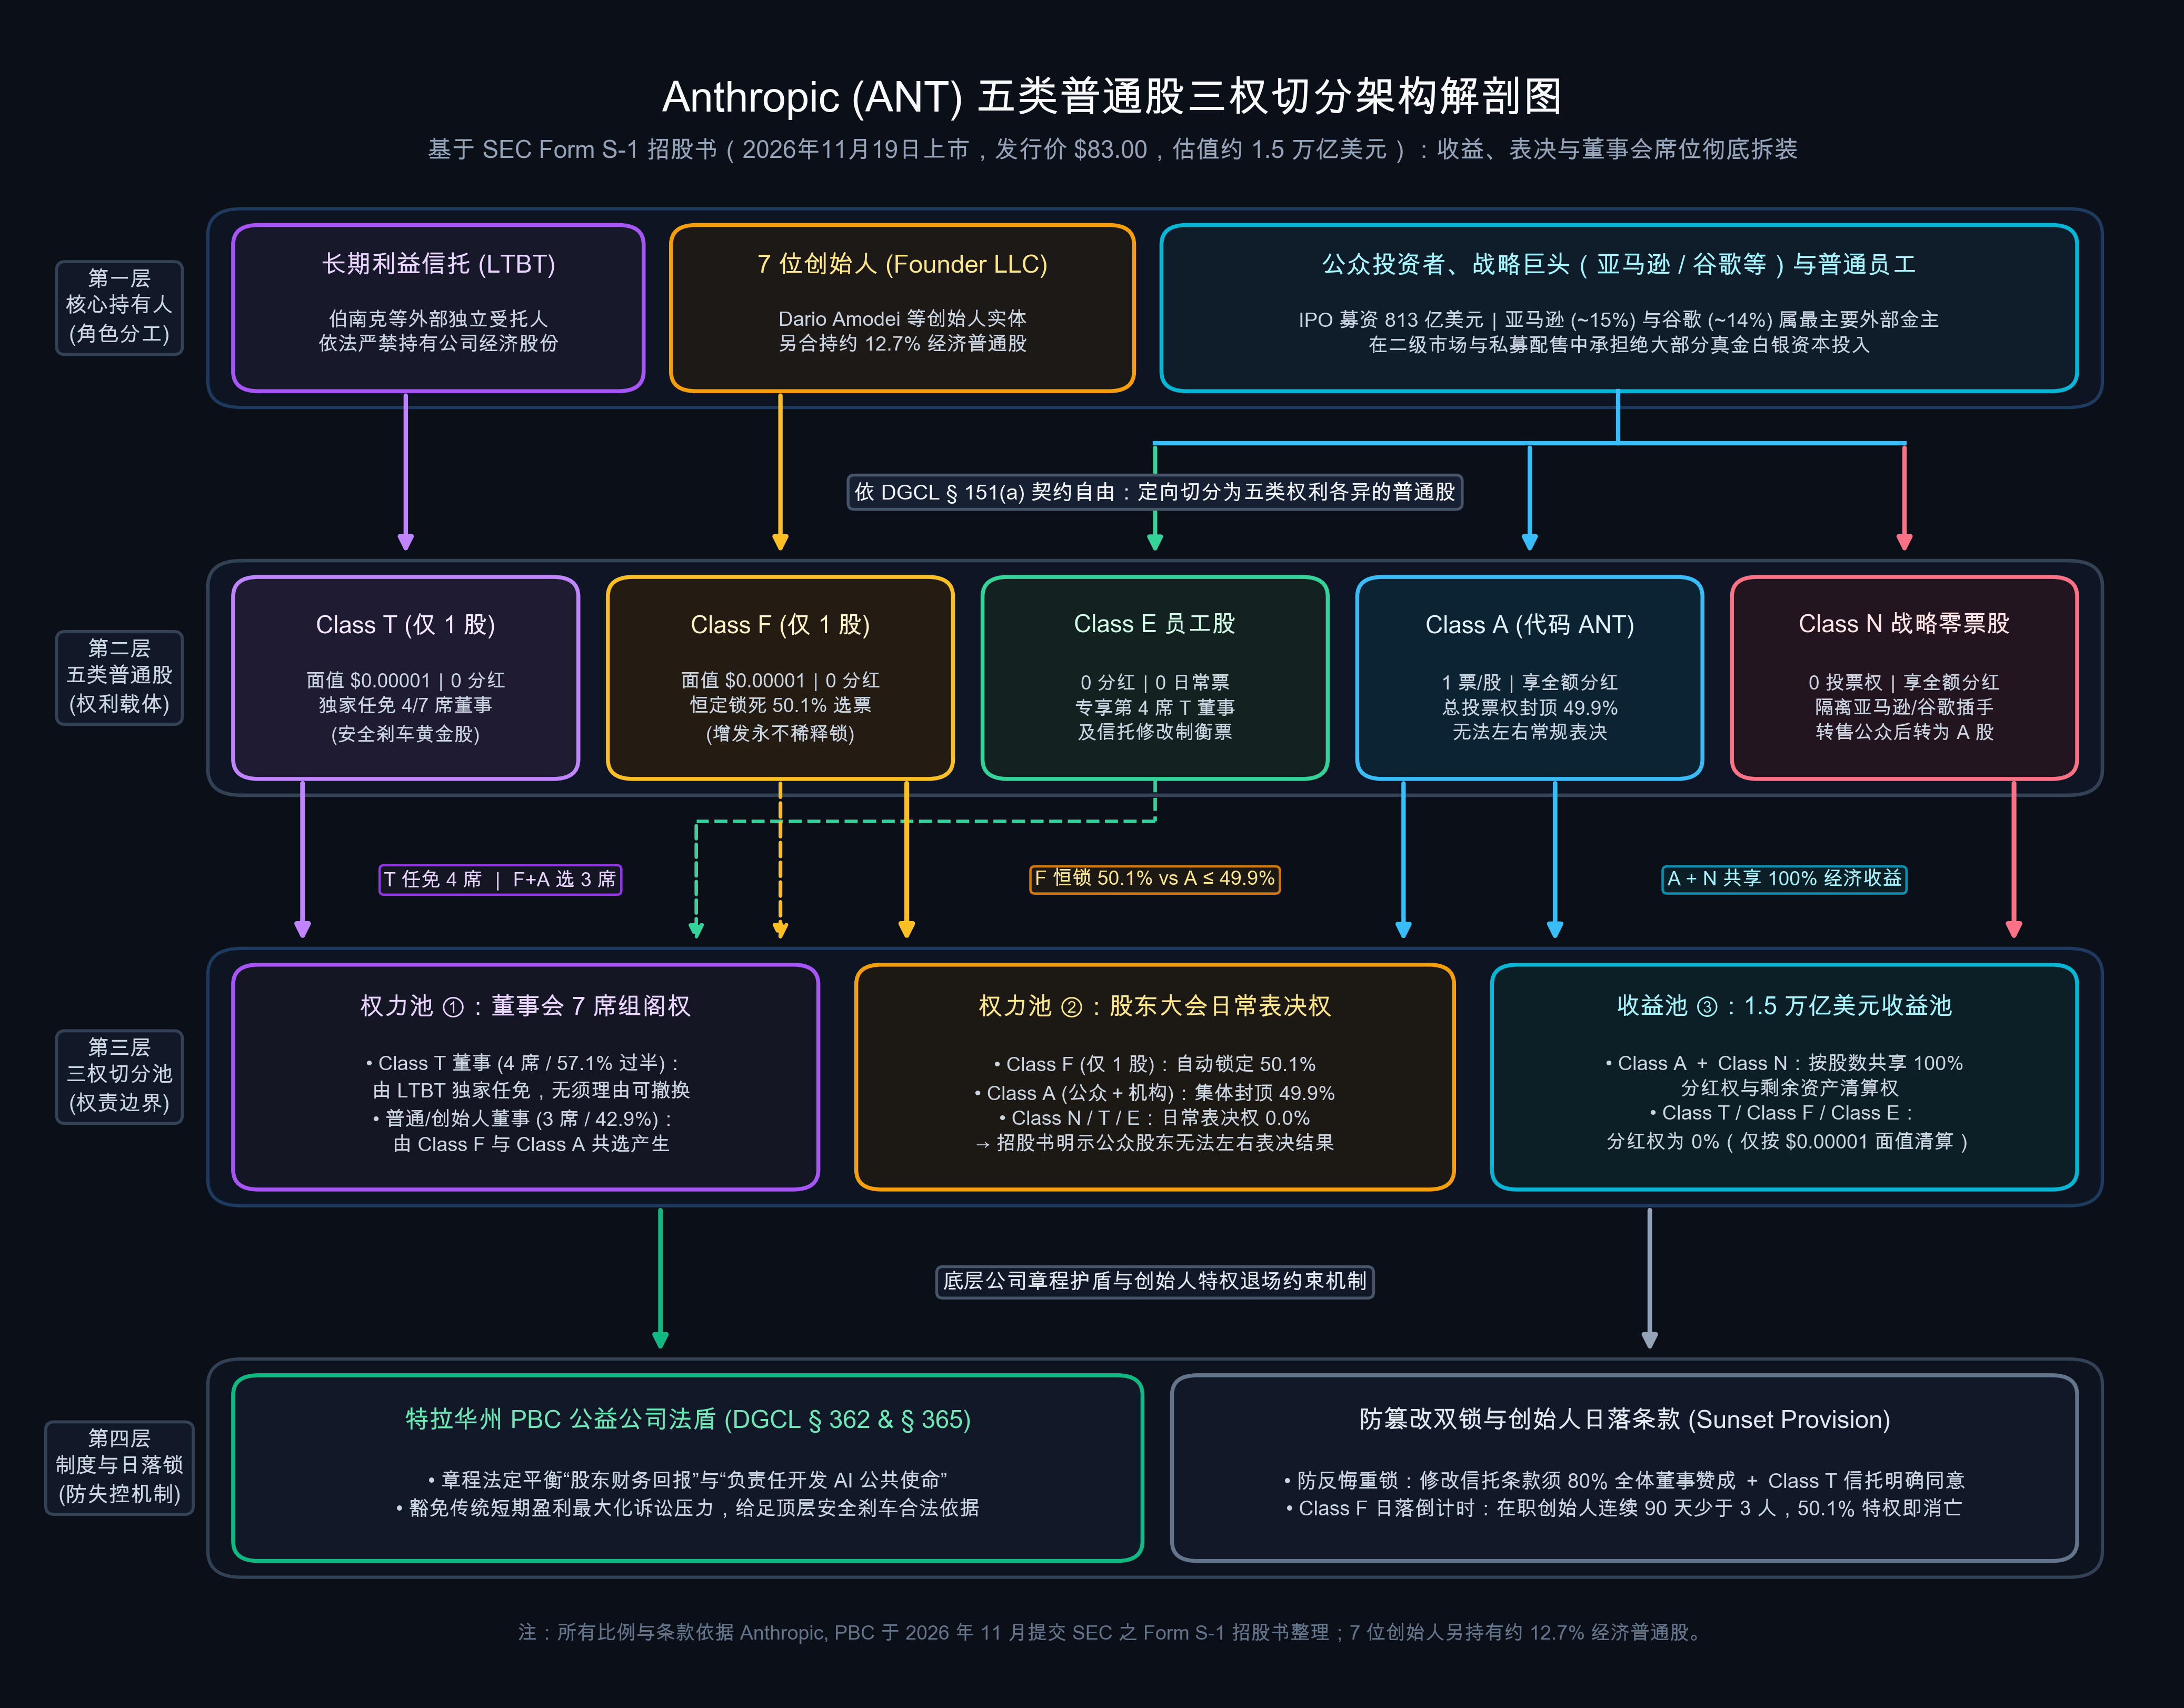 Anthropic (ANT) 五类普通股三权切分架构解剖图
基于 SEC Form S-1 招股书（2026年11月19日上市，发行价 $83.00，估值约 1.5 万亿美元）：收益、表决与董事会席位彻底拆装
第一层
核心持有人
(角色分工)
长期利益信托 (LTBT)
伯南克等外部独立受托人
依法严禁持有公司经济股份
7 位创始人 (Founder LLC)
Dario Amodei 等创始人实体
另合持约 12.7% 经济普通股
公众投资者、战略巨头（亚马逊 / 谷歌等）与普通员工
IPO 募资 813 亿美元 | 亚马逊 (~15%) 与谷歌 (~14%) 属最主要外部金主
在二级市场与私募配售中承担绝大部分真金白银资本投入
依 DGCL § 151(a) 契约自由：定向切分为五类权利各异的普通股
第二层
五类普通股
(权利载体)
Class T (仅 1 股)
面值 $0.00001 | 0 分红
独家任免 4/7 席董事
(安全刹车黄金股)
Class F (仅 1 股)
面值 $0.00001 | 0 分红
恒定锁死 50.1% 选票
(增发永不稀释锁)
Class E 员工股
0 分红 | 0 日常票
专享第 4 席 T 董事
及信托修改制衡票
Class A (代码 ANT)
1 票/股 | 享全额分红
总投票权封顶 49.9%
无法左右常规表决
Class N 战略零票股
0 投票权 | 享全额分红
隔离亚马逊/谷歌插手
转售公众后转为 A 股
T 任免 4 席 | F+A 选 3 席
F 恒锁 50.1% vs A ≤ 49.9%
A + N 共享 100% 经济收益
第三层
三权切分池
(权责边界)
权力池 ①：董事会 7 席组阁权
• Class T 董事 (4 席 / 57.1% 过半)：
由 LTBT 独家任免，无须理由可撤换
• 普通/创始人董事 (3 席 / 42.9%)：
由 Class F 与 Class A 共选产生
权力池 ②：股东大会日常表决权
• Class F (仅 1 股)：自动锁定 50.1%
• Class A (公众 + 机构)：集体封顶 49.9%
• Class N / T / E：日常表决权 0.0%
→ 招股书明示公众股东无法左右表决结果
收益池 ③：1.5 万亿美元收益池
• Class A + Class N：按股数共享 100%
分红权与剩余资产清算权
• Class T / Class F / Class E：
分红权为 0%（仅按 $0.00001 面值清算）
底层公司章程护盾与创始人特权退场约束机制
第四层
制度与日落锁
(防失控机制)
特拉华州 PBC 公益公司法盾 (DGCL § 362 & § 365)
• 章程法定平衡“股东财务回报”与“负责任开发 AI 公共使命”
• 豁免传统短期盈利最大化诉讼压力，给足顶层安全刹车合法依据
防篡改双锁与创始人日落条款 (Sunset Provision)
• 防反悔重锁：修改信托条款须 80% 全体董事赞成 + Class T 信托明确同意
• Class F 日落倒计时：在职创始人连续 90 天少于 3 人，50.1% 特权即消亡
注：所有比例与条款依据 Anthropic, PBC 于 2026 年 11 月提交 SEC 之 Form S-1 招股书整理；7 位创始人另持有约 12.7% 经济普通股。